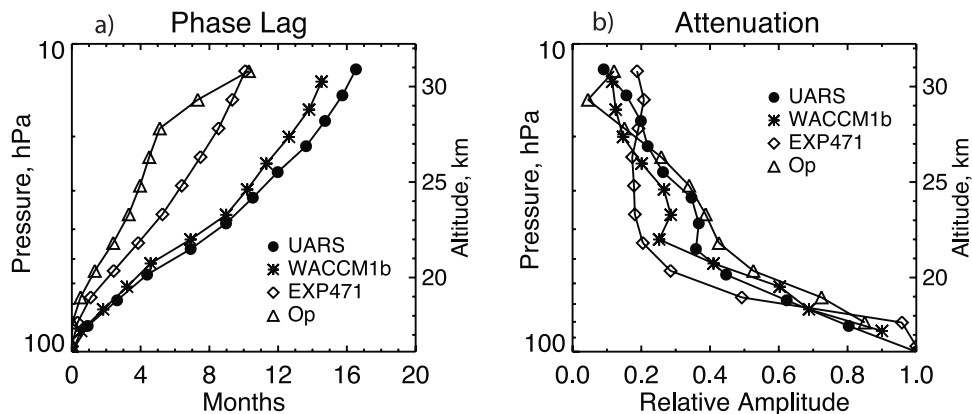 a) Phase Lag
10
100
Pressure, hPa
30
25
20
Altitude, km
UARS
WACCM1b
EXP471
Op
0 4 8 12 16 20
Months
b) Attenuation
10
100
Pressure, hPa
30
25
20
Altitude, km
UARS
WACCM1b
EXP471
Op
0.0 0.2 0.4 0.6 0.8 1.0
Relative Amplitude